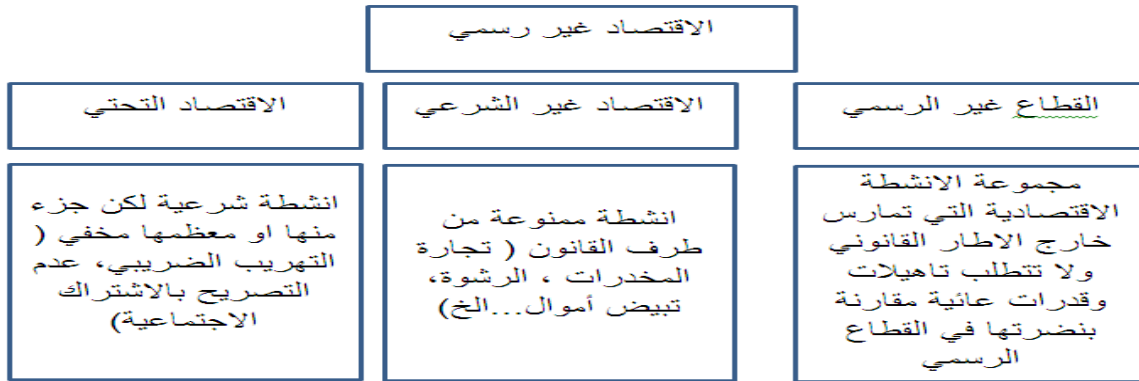 الاقتصاد غير رسمي
القطاع غير الرسمي
الاقتصاد غير الشرعي
الاقتصاد التحتي
مجموعة الانشطة
الاقتصادية التي تمارس
خارج الاطار القانوني
ولا تتطلب تاهيلات
وقدرات عائية مقارنة
بنضرتها في القطاع
الرسمي
انشطة ممنوعة من
طرف القانون ( تجارة
المخدرات ، الرشوة،
تبيض أموال...الخ)
انشطة شرعية لكن جزء
منها او معظمها مخفي (
التهريب الضريبي، عدم
التصريح بالاشتراك
الاجتماعية)